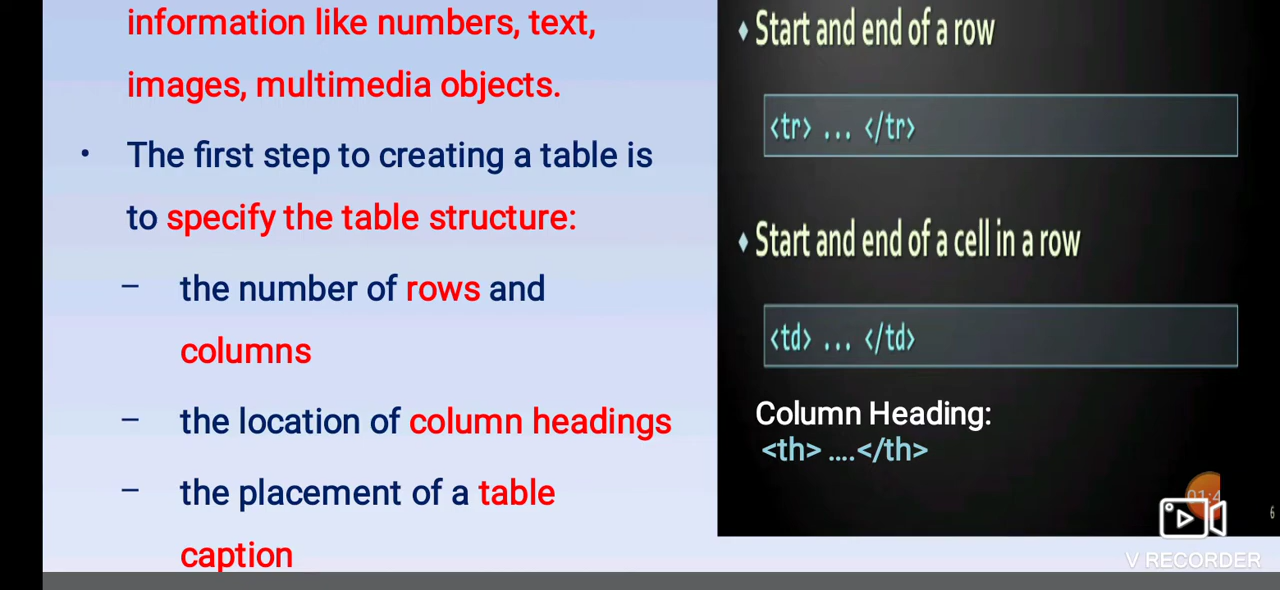 information like numbers, text,
images, multimedia objects.
• The first step to creating a table is
to specify the table structure:
– the number of rows and
columns
– the location of column headings
– the placement of a table
caption
♦ Start and end of a row
<tr> ... </tr>
♦ Start and end of a cell in a row
<td> ... </td>
Column Heading:
<th> ....</th>
6
V RECORDER